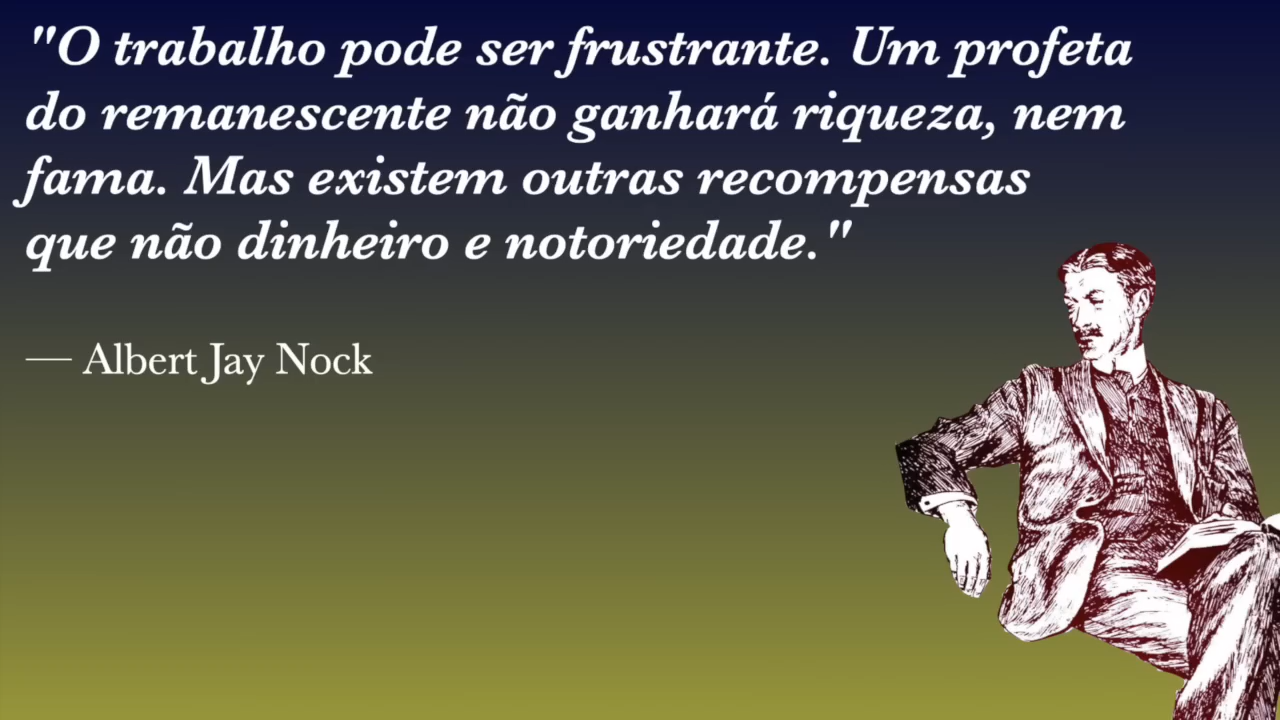 "O trabalho pode ser frustrante. Um profeta
do remanescente não ganhará riqueza, nem
fama. Mas existem outras recompensas
que não dinheiro e notoriedade."
— Albert Jay Nock